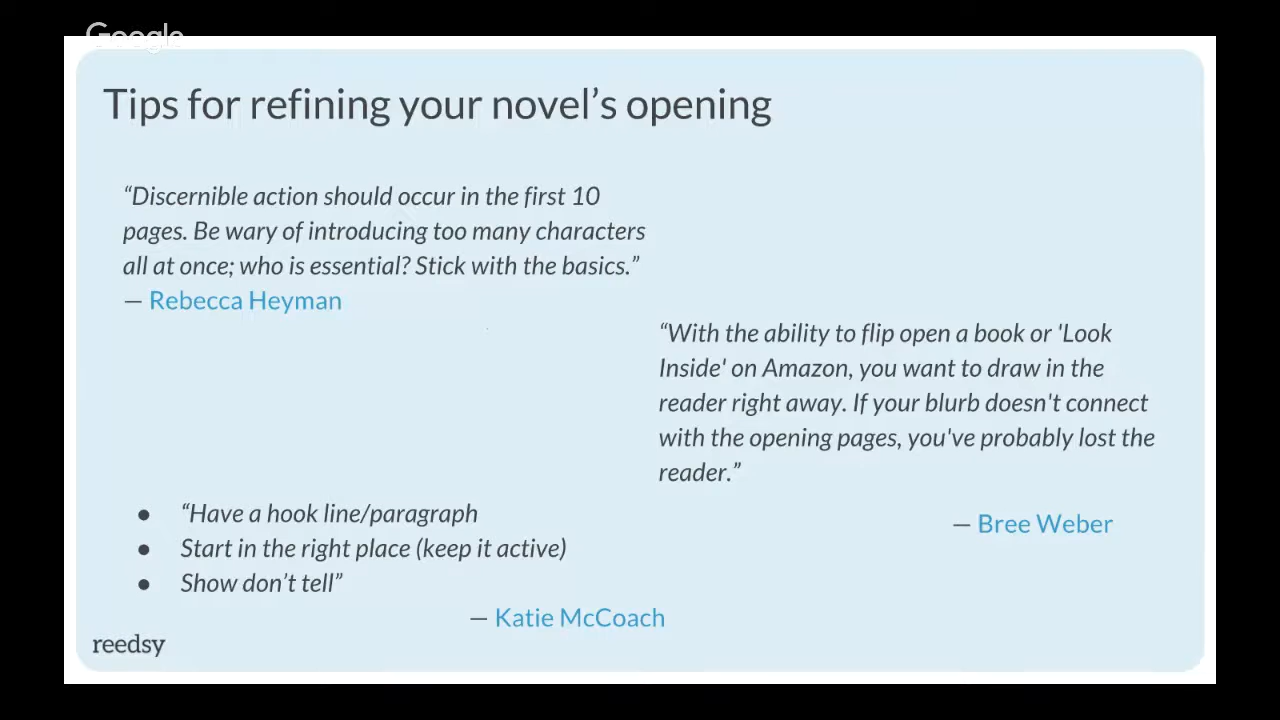 Google
Tips for refining your novel’s opening
“Discernible action should occur in the first 10
pages. Be wary of introducing too many characters
all at once; who is essential? Stick with the basics.”
— Rebecca Heyman
“With the ability to flip open a book or 'Look
Inside' on Amazon, you want to draw in the
reader right away. If your blurb doesn't connect
with the opening pages, you've probably lost the
reader.”
— Bree Weber
● “Have a hook line/paragraph
● Start in the right place (keep it active)
● Show don’t tell”
— Katie McCoach
reedsy